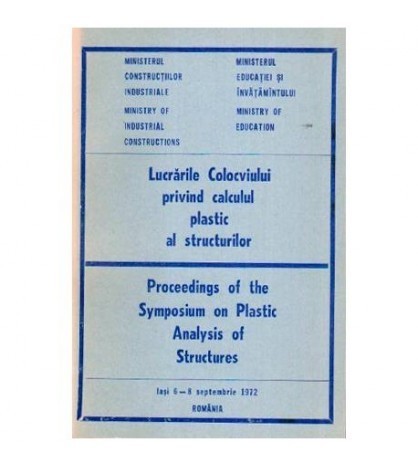 MINISTERUL
CONSTRUCȚIILOR
INDUSTRIALE
MINISTRY OF
INDUSTRIAL
CONSTRUCTIONS
MINISTERUL
EDUCAȚIEI ȘI
ÎNVĂȚĂMÎNTULUI
MINISTRY OF
EDUCATION
Lucrările Colocviului
privind calculul
plastic
al structurilor
Proceedings of the
Symposium on Plastic
Analysis of
Structures
Iași 6—8 septembrie 1972
ROMÂNIA